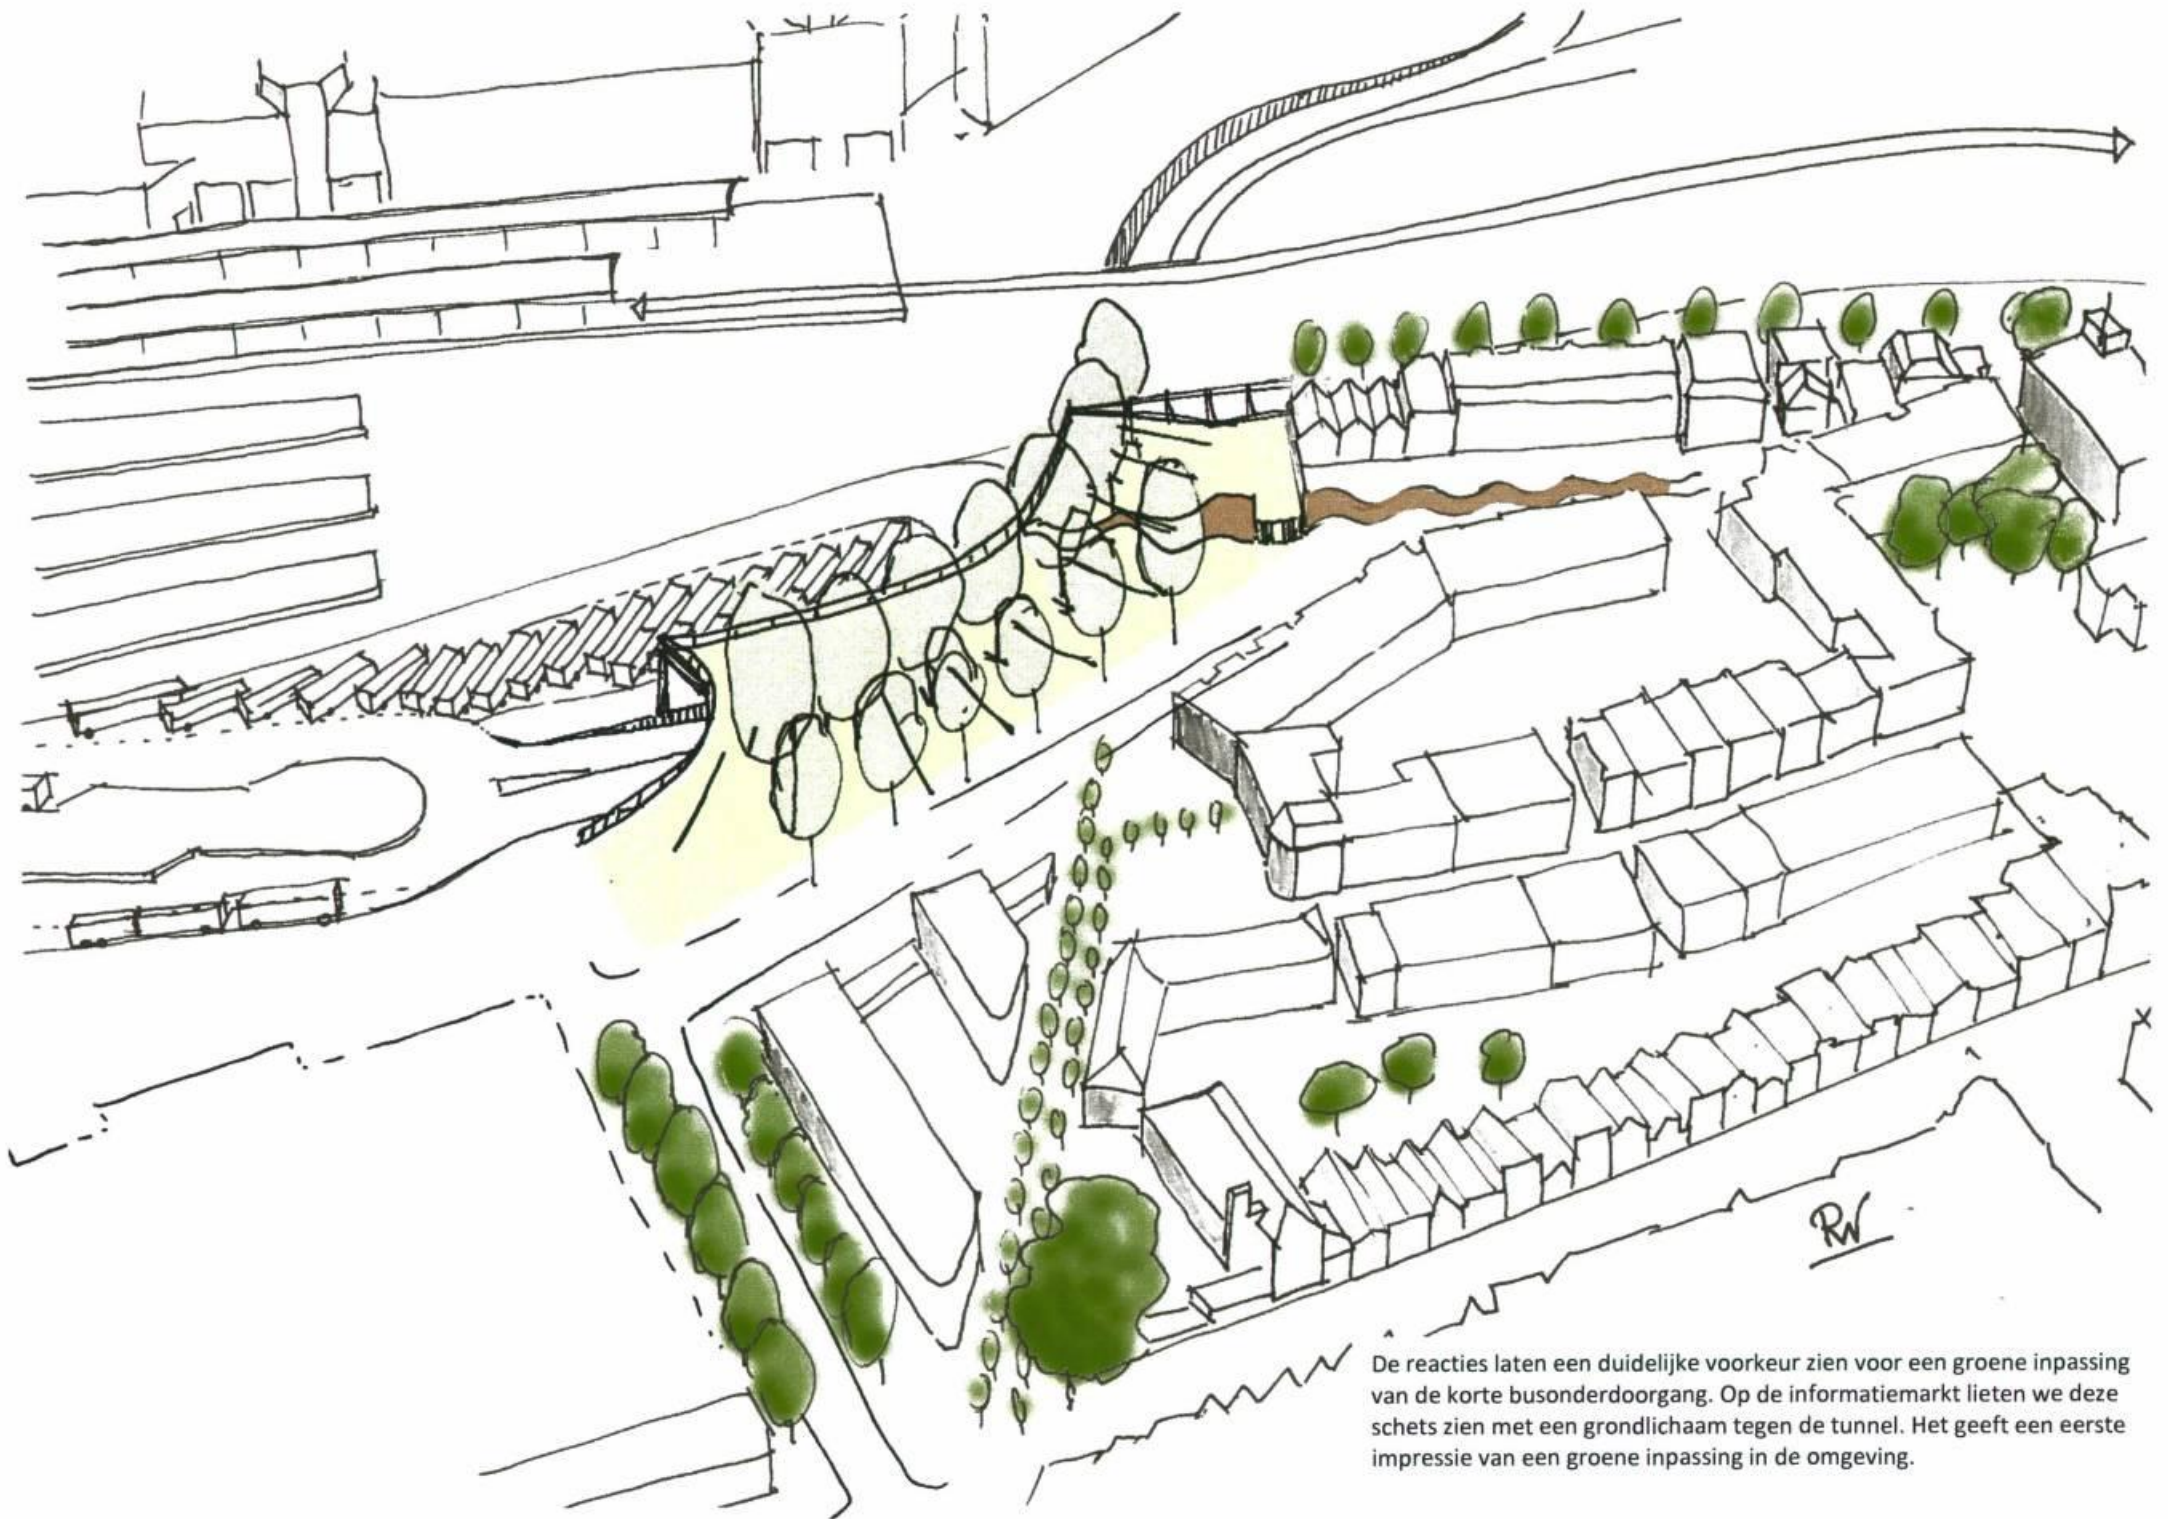 RW
De reacties laten een duidelijke voorkeur zien voor een groene inpassing
van de korte busonderdoorgang. Op de informatiemarkt lieten we deze
schets zien met een grondlichaam tegen de tunnel. Het geeft een eerste
impressie van een groene inpassing in de omgeving.